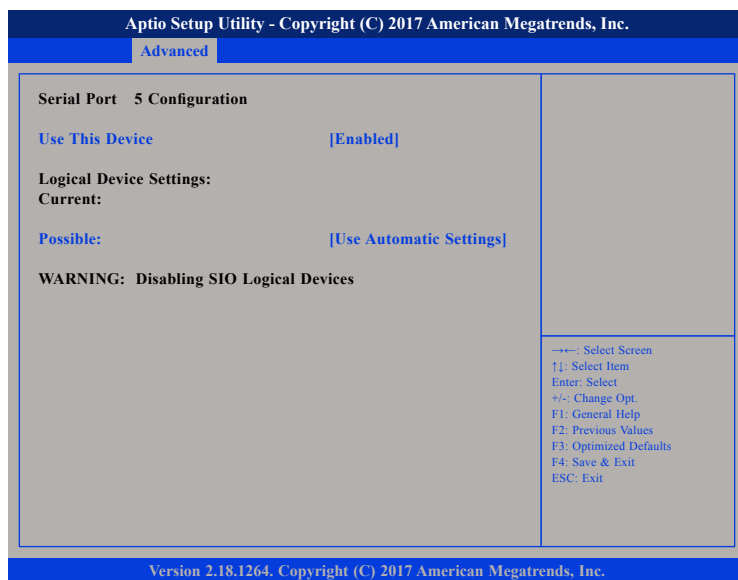 Aptio Setup Utility - Copyright (C) 2017 American Megatrends, Inc.
Advanced
Serial Port 5 Configuration
Use This Device [Enabled]
Logical Device Settings:
Current:
Possible: [Use Automatic Settings]
WARNING: Disabling SIO Logical Devices
→←: Select Screen
↑↓: Select Item
Enter: Select
+/-: Change Opt.
F1: General Help
F2: Previous Values
F3: Optimized Defaults
F4: Save & Exit
ESC: Exit
Version 2.18.1264. Copyright (C) 2017 American Megatrends, Inc.